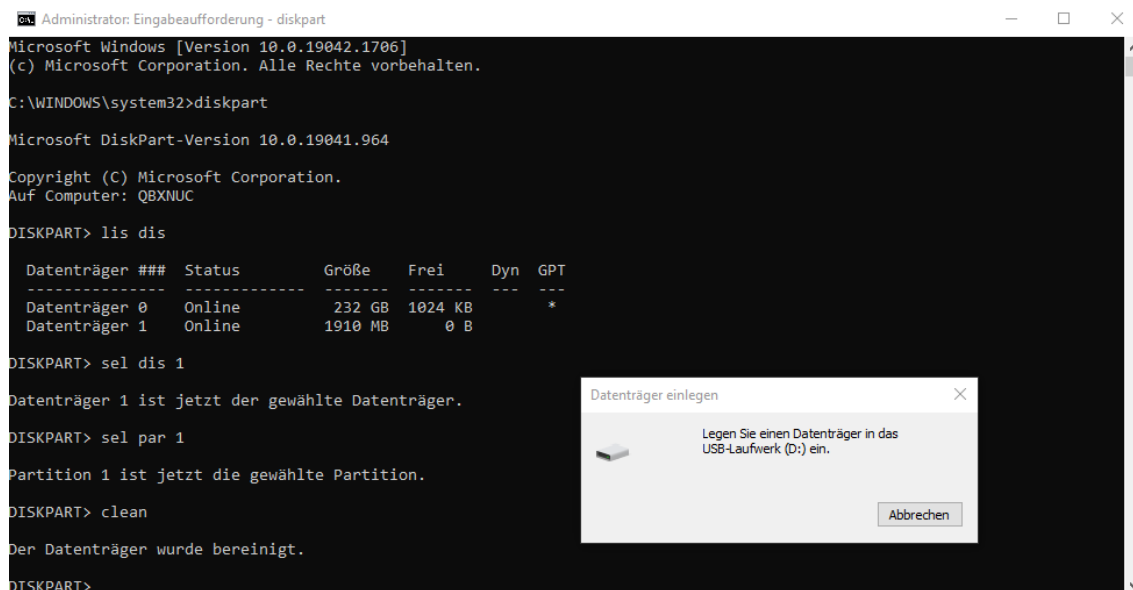 Administrator: Eingabeaufforderung - diskpart
Microsoft Windows [Version 10.0.19042.1706]
(c) Microsoft Corporation. Alle Rechte vorbehalten.
C:\WINDOWS\system32>diskpart
Microsoft DiskPart-Version 10.0.19041.964
Copyright (C) Microsoft Corporation.
Auf Computer: QBXNUC
DISKPART> lis dis
Datenträger ### Status Größe Frei Dyn GPT
--------------- ------------- ------- ------- --- ---
Datenträger 0 Online 232 GB 1024 KB *
Datenträger 1 Online 1910 MB 0 B
DISKPART> sel dis 1
Datenträger 1 ist jetzt der gewählte Datenträger.
DISKPART> sel par 1
Partition 1 ist jetzt die gewählte Partition.
DISKPART> clean
Der Datenträger wurde bereinigt.
DISKPART>
Datenträger einlegen
Legen Sie einen Datenträger in das
USB-Laufwerk (D:) ein.
Abbrechen